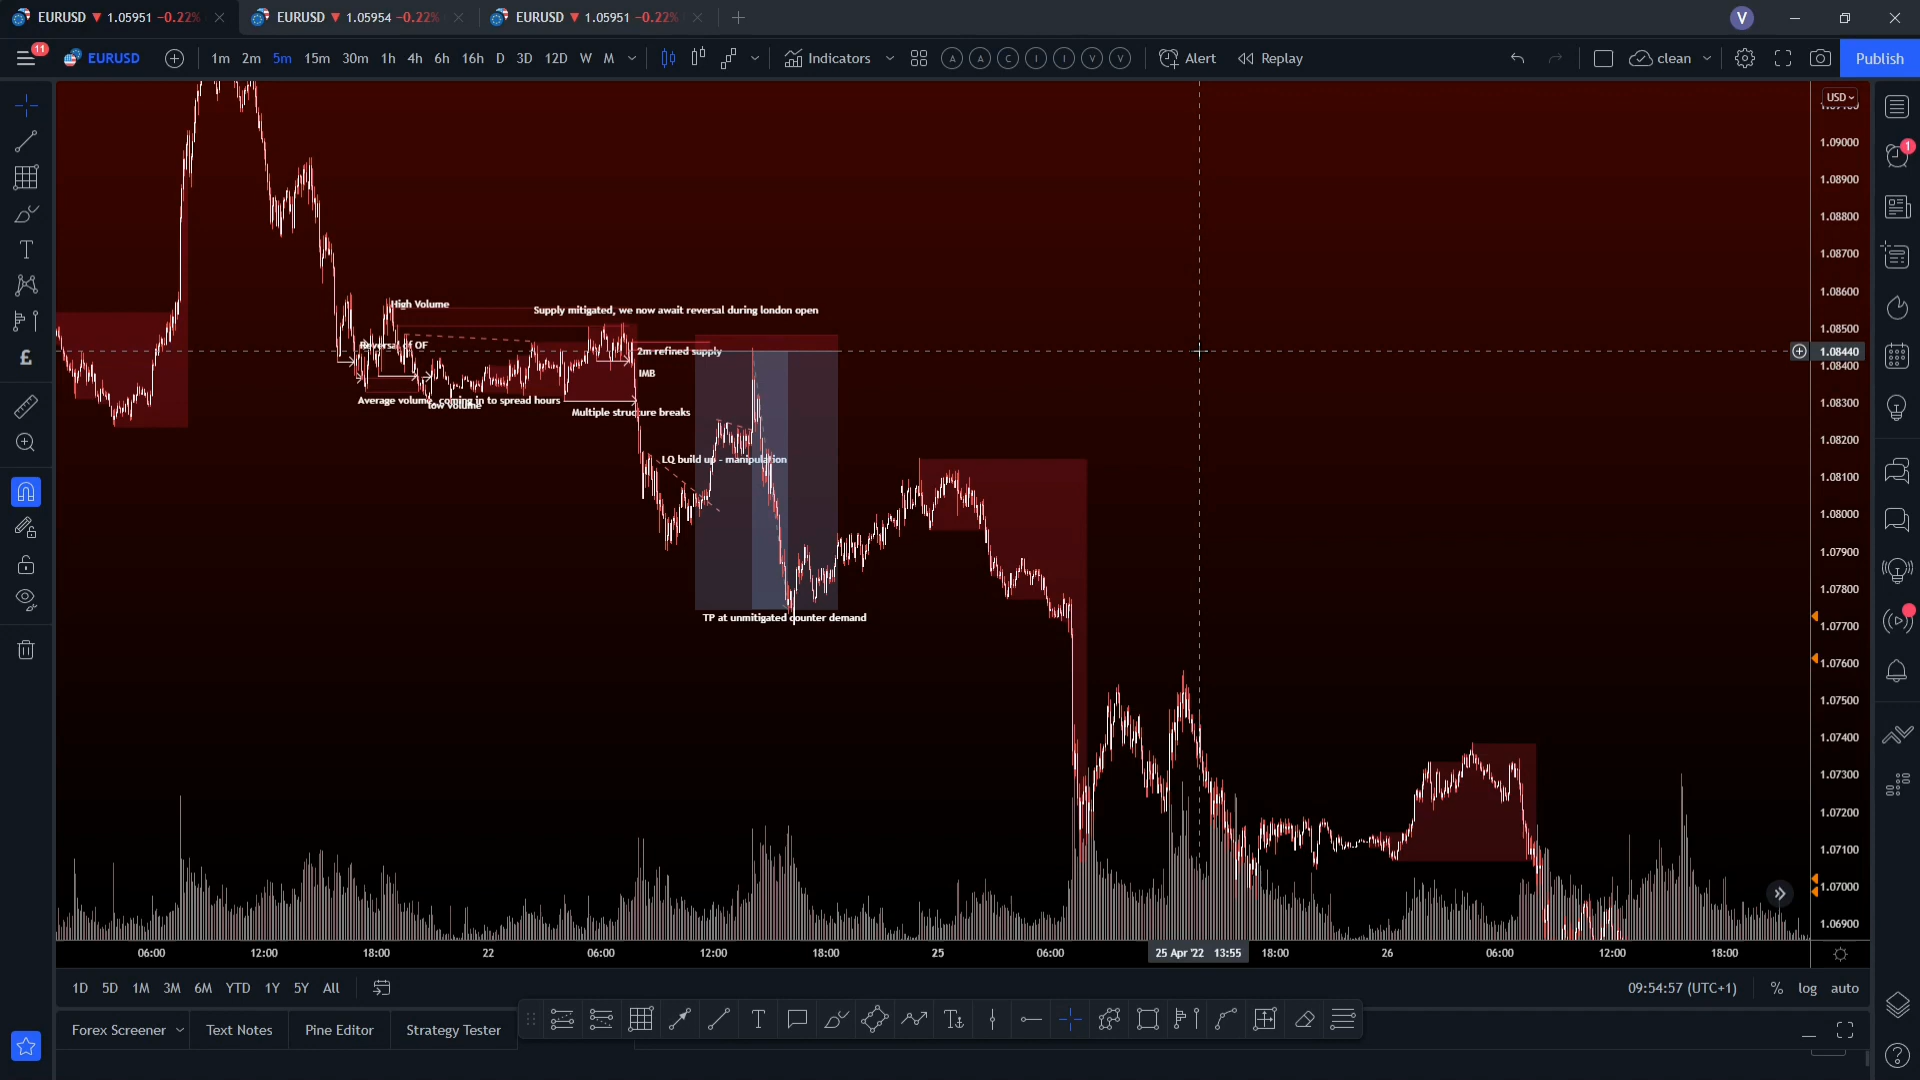 EURUSD ▼ 1.05951 −0.22%
EURUSD ▼ 1.05954 −0.22%
EURUSD ▼ 1.05951 −0.22%
V
11
EURUSD
1m 2m 5m 15m 30m 1h 4h 6h 16h D 3D 12D W M
Indicators
A A C I I V V
Alert
Replay
clean
Publish
USD
1.09000
1.08900
1.08800
1.08700
1.08600
1.08500
1.08440
1.08400
1.08300
1.08200
1.08100
1.08000
1.07900
1.07800
1.07700
1.07600
1.07500
1.07400
1.07300
1.07200
1.07100
1.07000
1.06900
1
High Volume
Supply mitigated, we now await reversal during london open
Reversal of OF
2m refined supply
IMB
Average volume, coming in to spread hours
low volume
Multiple structure breaks
LQ build up - manipulation
TP at unmitigated counter demand
06:00 12:00 18:00 22 06:00 12:00 18:00 25 06:00 25 Apr '22 13:55 18:00 26 06:00 12:00 18:00
1D 5D 1M 3M 6M YTD 1Y 5Y All
09:54:57 (UTC+1) % log auto
Forex Screener Text Notes Pine Editor Strategy Tester